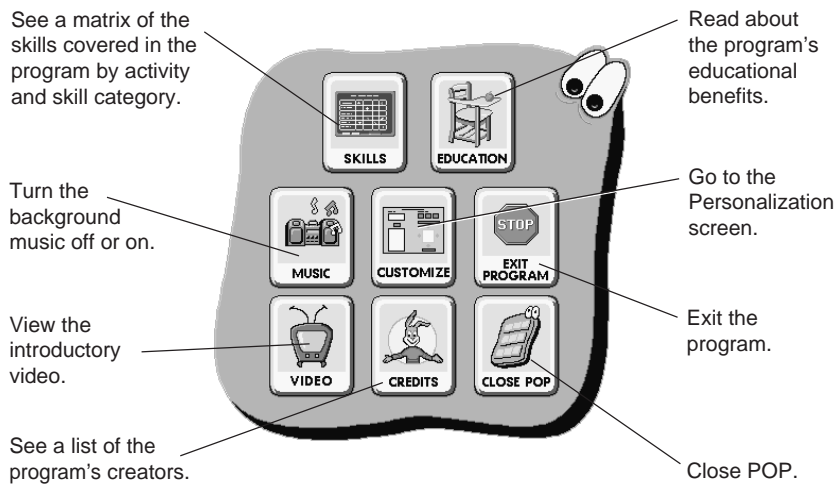 See a matrix of the
skills covered in the
program by activity
and skill category.
Read about
the program's
educational
benefits.
SKILLS
EDUCATION
Turn the
background
music off or on.
Go to the
Personalization
screen.
STOP
MUSIC
CUSTOMIZE
EXIT
PROGRAM
View the
introductory
video.
Exit the
program.
VIDEO
CREDITS
CLOSE POP
See a list of the
program's creators.
Close POP.